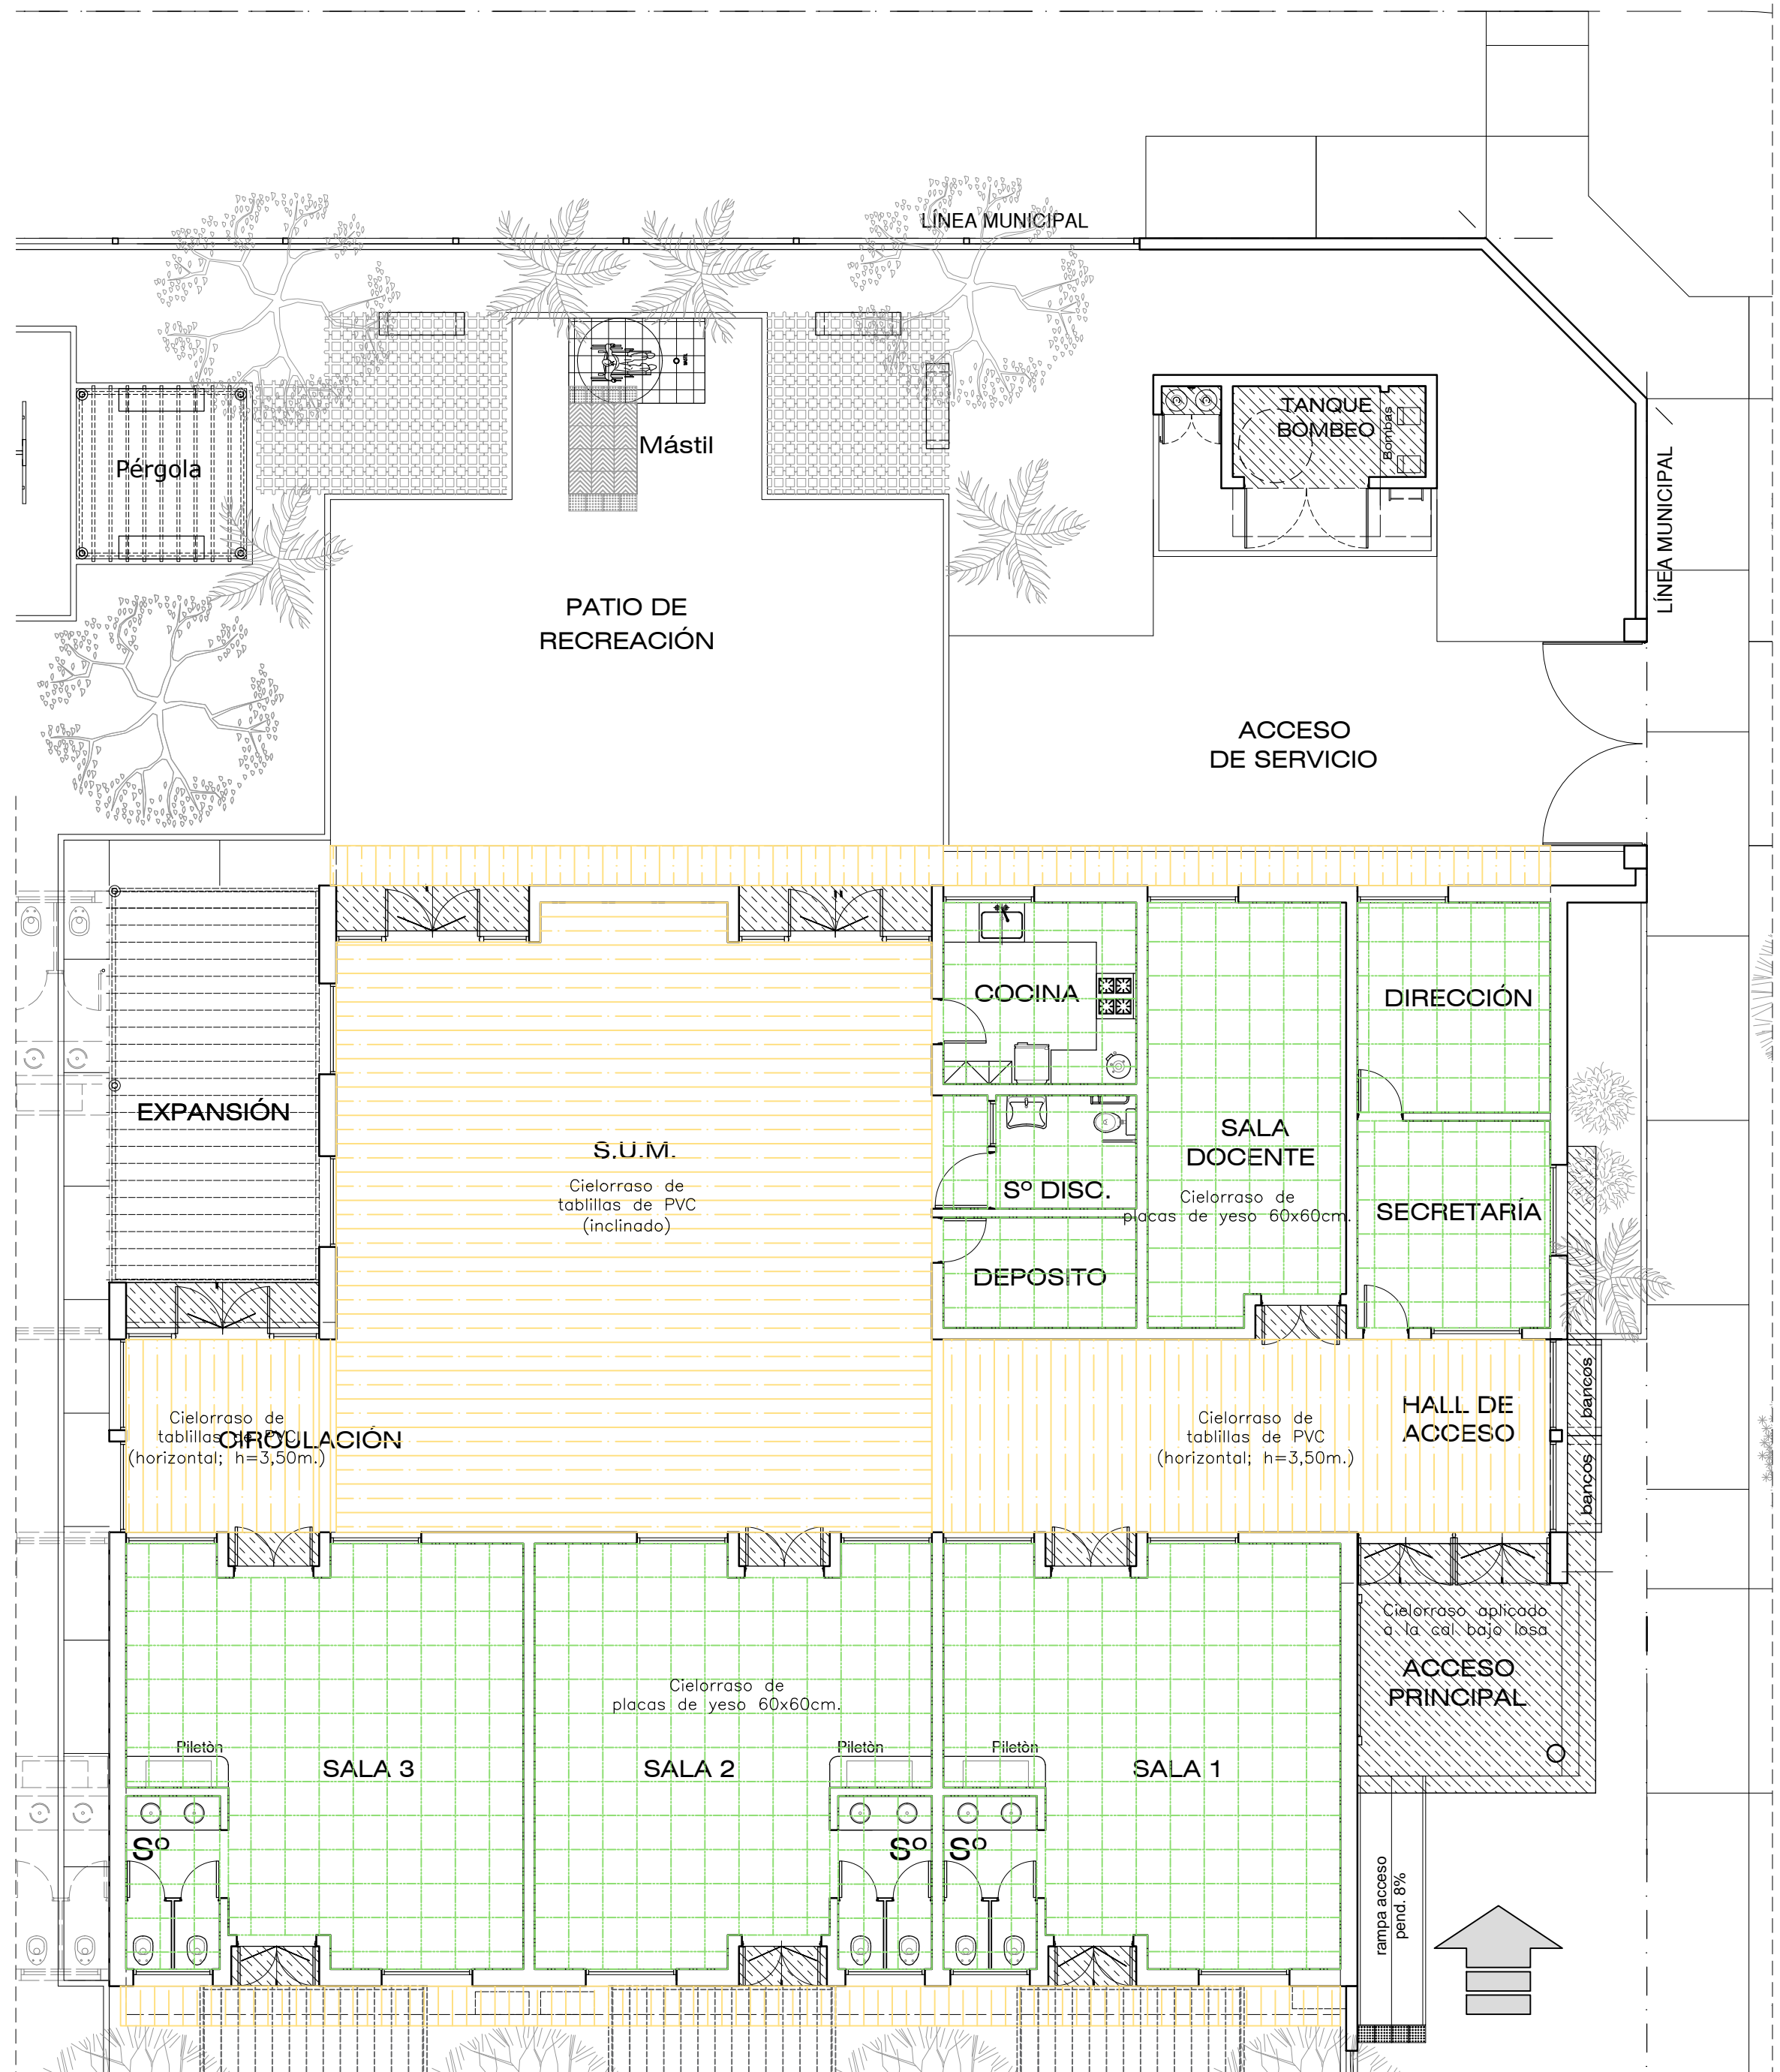 LÍNEA MUNICIPAL
TANQUE
BOMBEO
Bombas
Mástil
Pérgola
LÍNEA MUNICIPAL
PATIO DE
RECREACIÓN
ACCESO
DE SERVICIO
COCINA
DIRECCIÓN
EXPANSIÓN
S.U.M.
Cielorraso de
tablillas de PVC
(inclinado)
SALA
DOCENTE
Cielorraso de
placas de yeso 60x60cm.
Sº DISC.
SECRETARÍA
DEPOSITO
Cielorraso de
tablillas de PVC
(horizontal; h=3,50m.)
CIRCULACIÓN
Cielorraso de
tablillas de PVC
(horizontal; h=3,50m.)
HALL DE
ACCESO
bancos
bancos
Cielorraso aplicado
a la cal bajo losa
ACCESO
PRINCIPAL
Cielorraso de
placas de yeso 60x60cm.
Piletòn
Piletòn
Piletòn
SALA 3
SALA 2
SALA 1
Sº
Sº
Sº
rampa acceso
pend. 8%